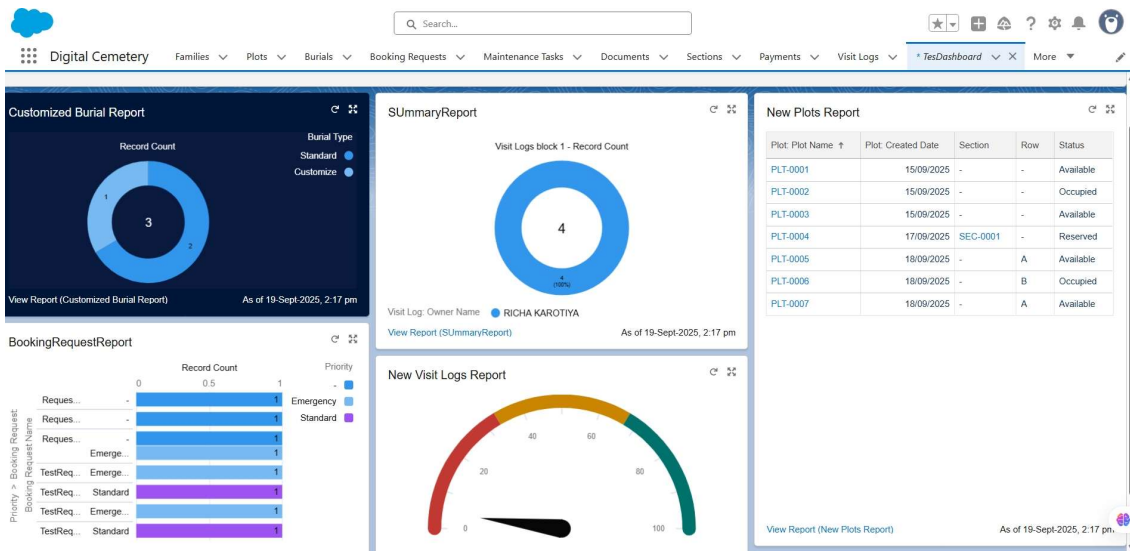 Search...
Digital Cemetery Families Plots Burials Booking Requests Maintenance Tasks Documents Sections Payments Visit Logs * TesDashboard More
Customized Burial Report
Record Count
Burial Type
Standard
Customize
1
3
2
View Report (Customized Burial Report) As of 19-Sept-2025, 2:17 pm
BookingRequestReport
Record Count
Priority
0 0.5 1
-
Emergency
Standard
Priority > Booking Request
Booking Request Name
Reques... - 1
Reques... - 1
Reques... - 1
Emerge... 1
TestReq... Emerge... 1
TestReq... Standard 1
TestReq... Emerge... 1
TestReq... Standard 1
SUmmaryReport
Visit Logs block 1 - Record Count
4
4
(100%)
Visit Log: Owner Name RICHA KAROTIYA
View Report (SUmmaryReport) As of 19-Sept-2025, 2:17 pm
New Visit Logs Report
40 60
20 80
0 100
New Plots Report
Plot: Plot Name ↑ Plot: Created Date Section Row Status
PLT-0001 15/09/2025 - - Available
PLT-0002 15/09/2025 - - Occupied
PLT-0003 15/09/2025 - - Available
PLT-0004 17/09/2025 SEC-0001 - Reserved
PLT-0005 18/09/2025 - A Available
PLT-0006 18/09/2025 - B Occupied
PLT-0007 18/09/2025 - A Available
View Report (New Plots Report) As of 19-Sept-2025, 2:17 pm